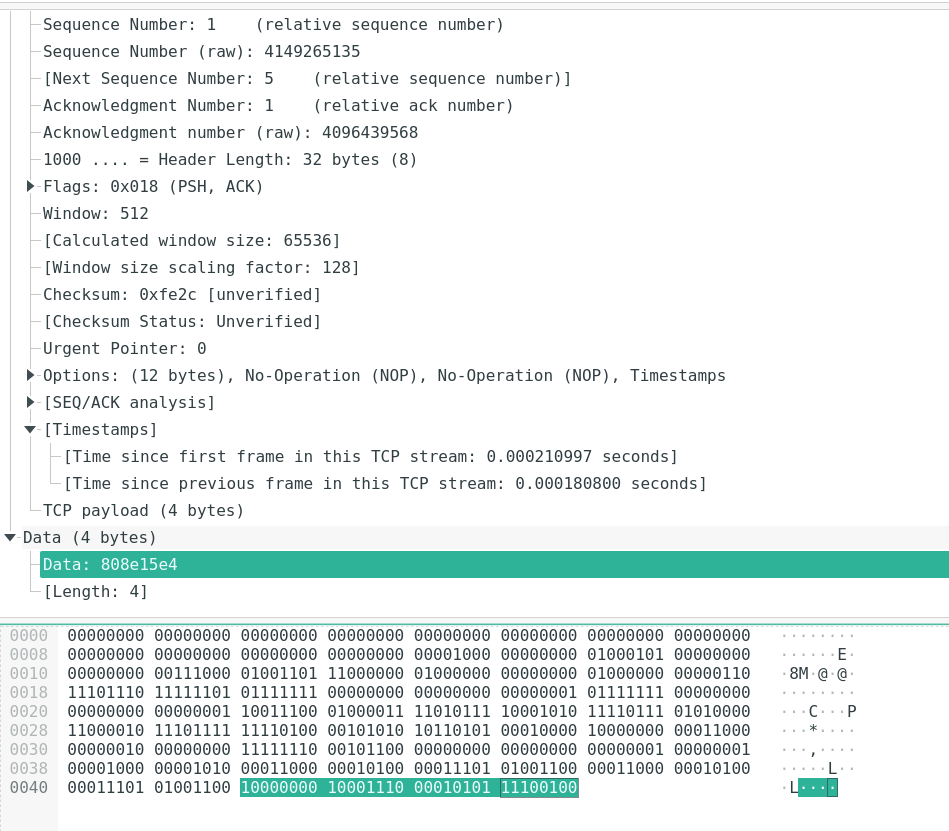 Sequence Number: 1    (relative sequence number)
Sequence Number (raw): 4149265135
[Next Sequence Number: 5    (relative sequence number)]
Acknowledgment Number: 1    (relative ack number)
Acknowledgment number (raw): 4096439568
1000 .... = Header Length: 32 bytes (8)
Flags: 0x018 (PSH, ACK)
Window: 512
[Calculated window size: 65536]
[Window size scaling factor: 128]
Checksum: 0xfe2c [unverified]
[Checksum Status: Unverified]
Urgent Pointer: 0
Options: (12 bytes), No-Operation (NOP), No-Operation (NOP), Timestamps
[SEQ/ACK analysis]
[Timestamps]
[Time since first frame in this TCP stream: 0.000210997 seconds]
[Time since previous frame in this TCP stream: 0.000180800 seconds]
TCP payload (4 bytes)
Data (4 bytes)
Data: 808e15e4
[Length: 4]
0000 00000000 00000000 00000000 00000000 00000000 00000000 00000000 00000000 ········
0008 00000000 00000000 00000000 00000000 00001000 00000000 01000101 00000000 ······E·
0010 00000000 00111000 01001101 11000000 01000000 00000000 01000000 00000110 ·8M·@·@·
0018 11101110 11111101 01111111 00000000 00000000 00000001 01111111 00000000 ········
0020 00000000 00000001 10011100 01000011 11010111 10001010 11110111 01010000 ···C···P
0028 11000010 11101111 11110100 00101010 10110101 00010000 10000000 00011000 ···*····
0030 00000010 00000000 11111110 00101100 00000000 00000000 00000001 00000001 ···,····
0038 00001000 00001010 00011000 00010100 00011101 01001100 00011000 00010100 ·····L··
0040 00011101 01001100 10000000 10001110 00010101 11100100 ·L····